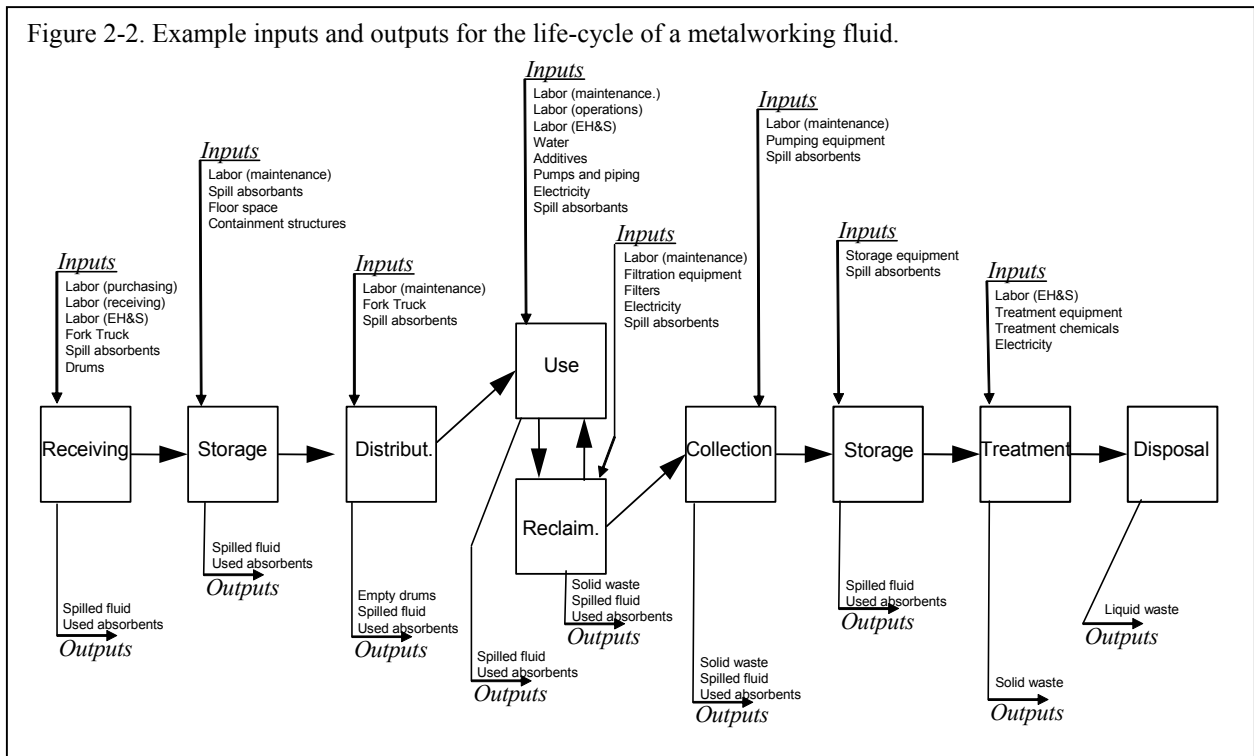 Figure 2-2. Example inputs and outputs for the life-cycle of a metalworking fluid.
Inputs
Labor (purchasing)
Labor (receiving)
Labor (EH&S)
Fork Truck
Spill absorbents
Drums
Receiving
Spilled fluid
Used absorbents
Outputs
Inputs
Labor (maintenance)
Spill absorbants
Floor space
Containment structures
Storage
Spilled fluid
Used absorbents
Outputs
Inputs
Labor (maintenance)
Fork Truck
Spill absorbents
Distribut.
Empty drums
Spilled fluid
Used absorbents
Outputs
Inputs
Labor (maintenance.)
Labor (operations)
Labor (EH&S)
Water
Additives
Pumps and piping
Electricity
Spill absorbants
Use
Spilled fluid
Used absorbents
Outputs
Inputs
Labor (maintenance)
Filtration equipment
Filters
Electricity
Spill absorbents
Reclaim.
Solid waste
Spilled fluid
Used absorbents
Outputs
Inputs
Labor (maintenance)
Pumping equipment
Spill absorbents
Collection
Solid waste
Spilled fluid
Used absorbents
Outputs
Inputs
Storage equipment
Spill absorbents
Storage
Spilled fluid
Used absorbents
Outputs
Inputs
Labor (EH&S)
Treatment equipment
Treatment chemicals
Electricity
Treatment
Solid waste
Outputs
Disposal
Liquid waste
Outputs